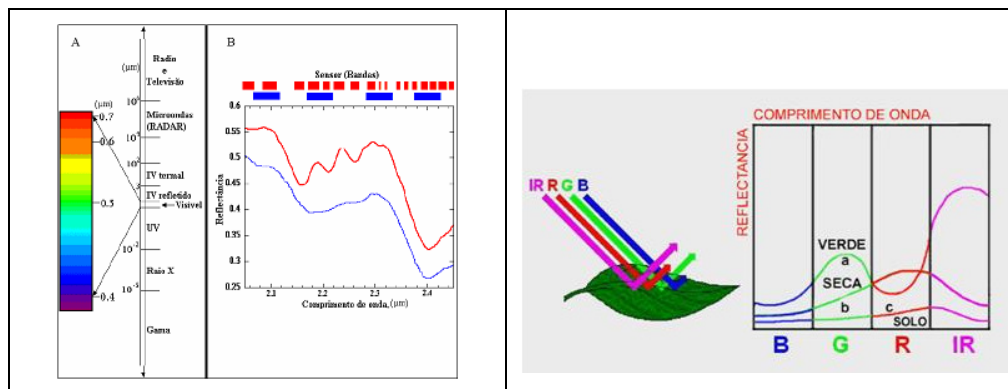 A
B
(μm)
Radio
e
Televisão
Microondas
(RADAR)
IV termal
IV refletido
Visivel
UV
Raio X
Gama
(μm)
0.7
0.6
0.5
0.4
10⁻²
Sensor (Bandas)
Reflectância
0.6
0.55
0.5
0.45
0.4
0.35
0.3
0.25
2.1
2.2
2.3
2.4
Comprimento de onda, (μm)
IR R G B
COMPRIMENTO DE ONDA
REFLECTANCIA
VERDE
a
SECA
b
c
SOLO
B
G
R
IR